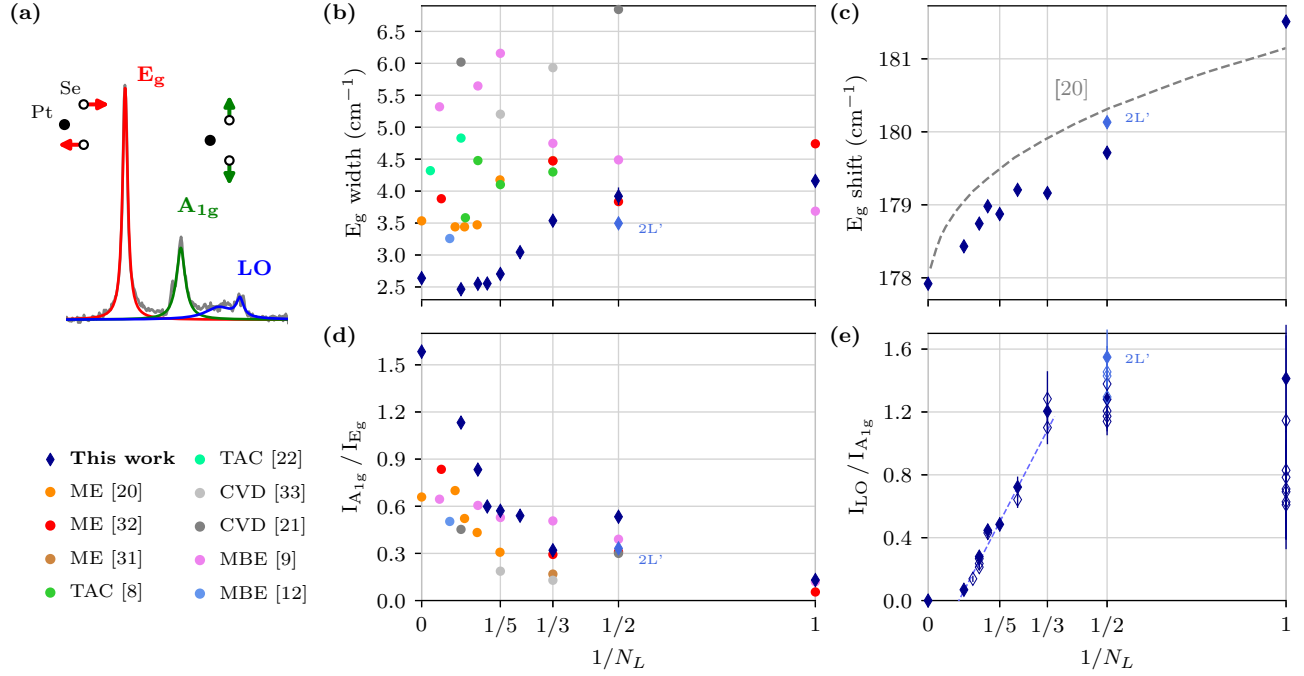 (a)
E_g
Se
Pt
A_1g
LO
This work
ME [20]
ME [32]
ME [31]
TAC [8]
TAC [22]
CVD [33]
CVD [21]
MBE [9]
MBE [12]
(b)
E_g width (cm⁻¹)
6.5
6.0
5.5
5.0
4.5
4.0
3.5
3.0
2.5
2L'
(c)
E_g shift (cm⁻¹)
181
180
179
178
[20]
2L'
(d)
I_A1g / I_Eg
1.5
1.2
0.9
0.6
0.3
0.0
2L'
0
1/5
1/3
1/2
1
1/N_L
(e)
I_LO / I_A1g
1.6
1.2
0.8
0.4
0.0
2L'
0
1/5
1/3
1/2
1
1/N_L